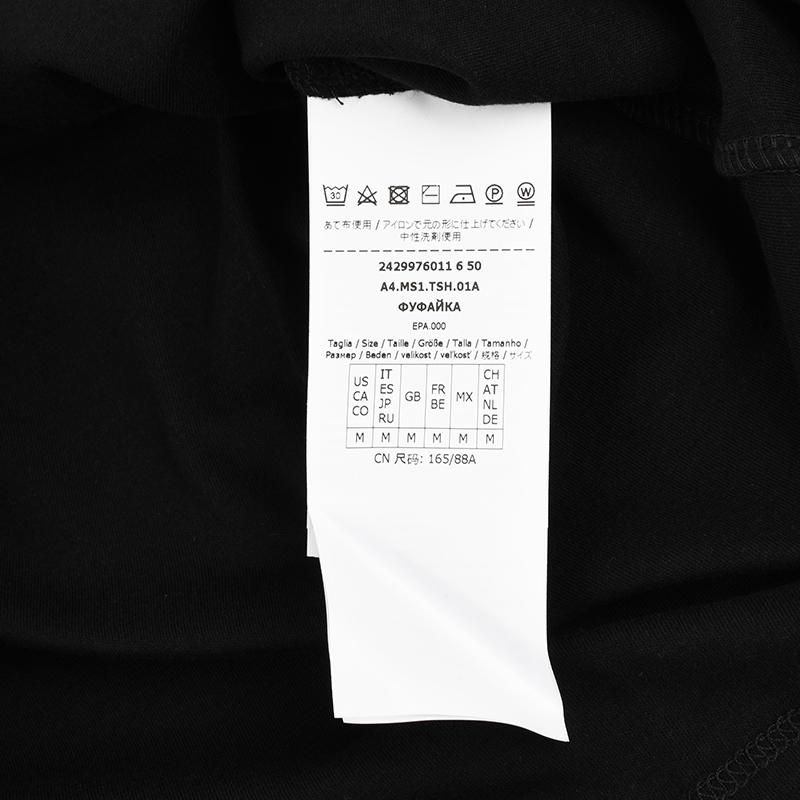 30 P W
あて布使用 / アイロンで元の形に仕上げてください /
中性洗剤使用
2429976011 6 50
A4.MS1.TSH.01A
ФУФАЙКА
EPA.000
Taglia / Size / Taille / Größe / Talla / Tamanho /
Размер / Beden / velikost / veľkosť / 规格 / サイズ
US CA CO IT ES JP RU GB FR BE MX CH AT NL DE
M M M M M M
CN 尺码: 165/88A